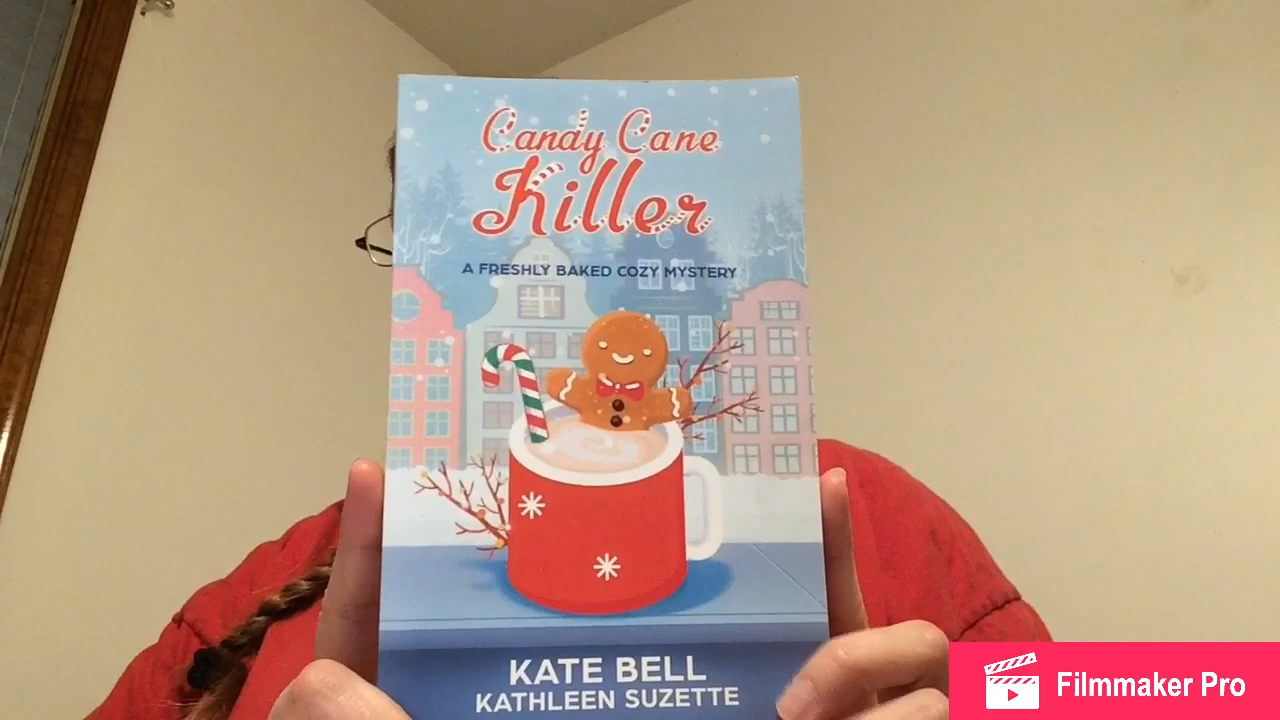 Candy Cane
Killer
A FRESHLY BAKED COZY MYSTERY
KATE BELL
KATHLEEN SUZETTE
Filmmaker Pro